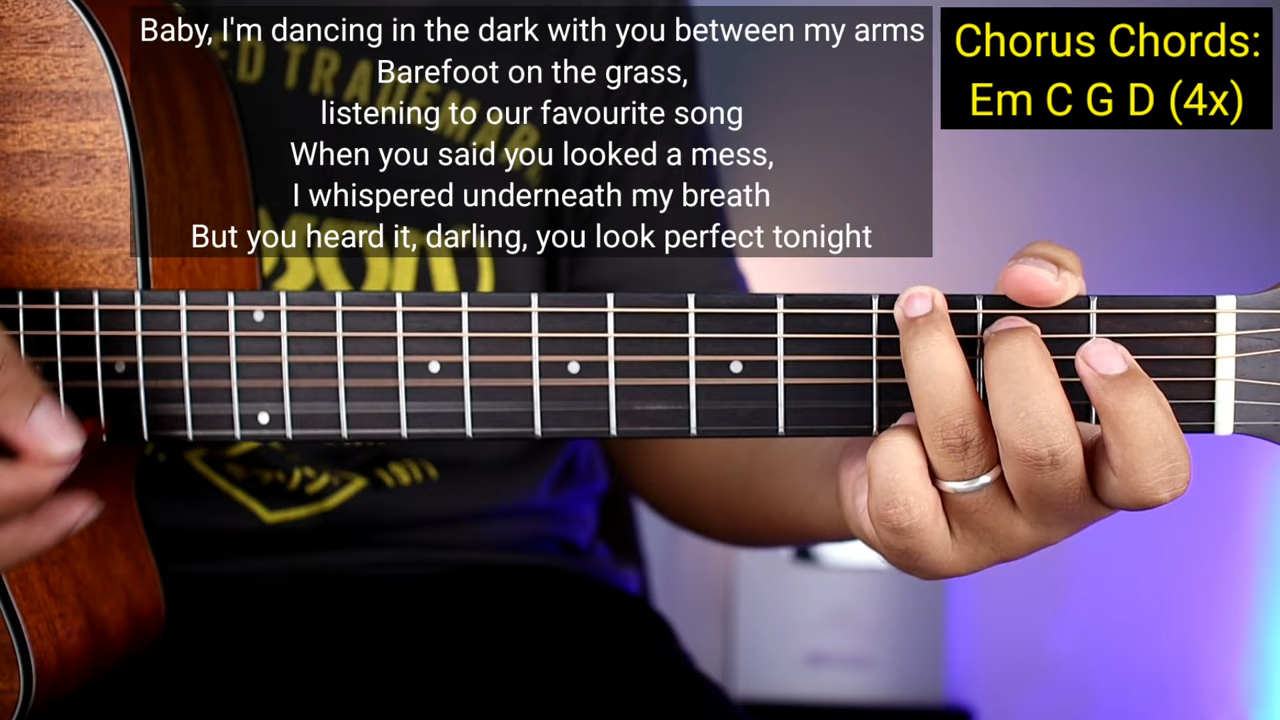 Baby, I'm dancing in the dark with you between my arms
Barefoot on the grass,
listening to our favourite song
When you said you looked a mess,
I whispered underneath my breath
But you heard it, darling, you look perfect tonight
Chorus Chords:
Em C G D (4x)